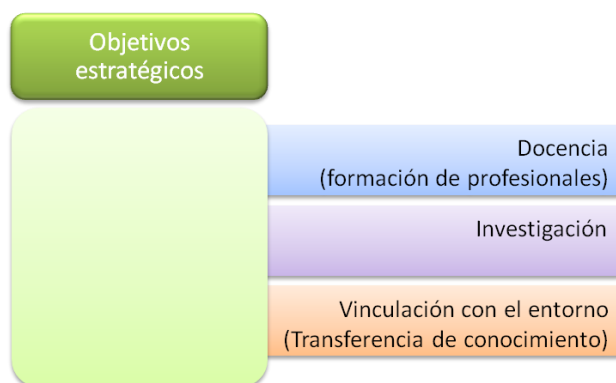 Objetivos
estratégicos
Docencia
(formación de profesionales)
Investigación
Vinculación con el entorno
(Transferencia de conocimiento)